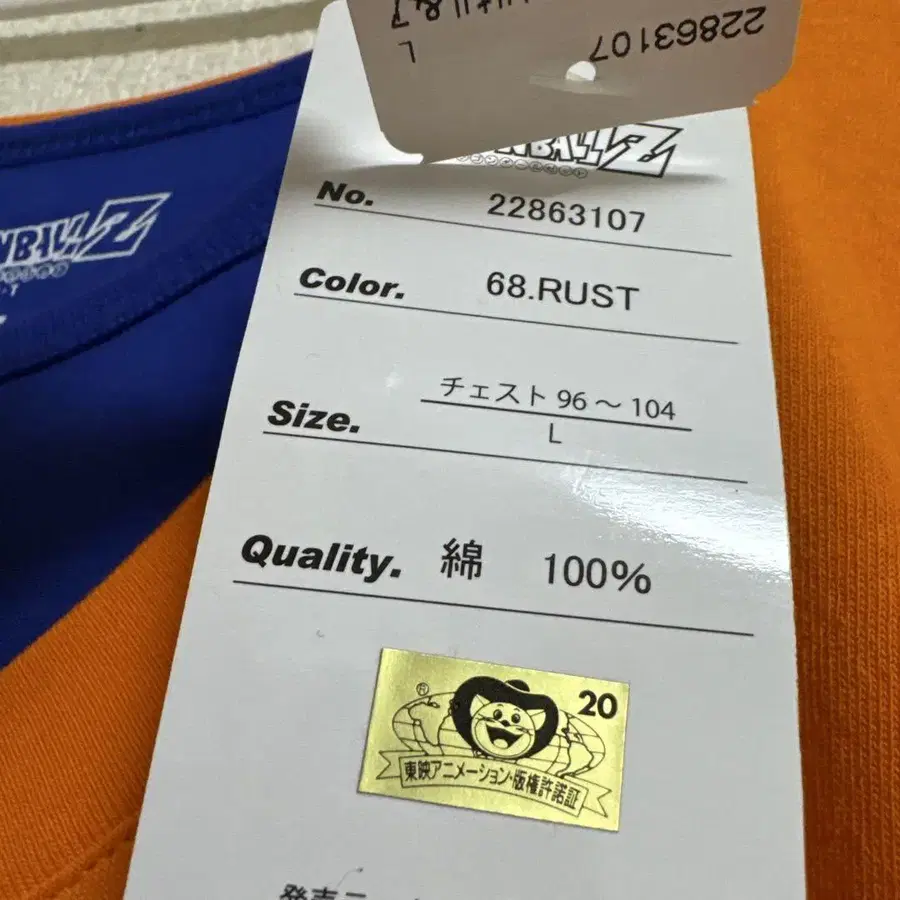 22863107
L
No. 22863107
Color. 68.RUST
Size. チェスト 96～104
L
Quality. 綿 100%
® 20
東映アニメーション・版権許諾証